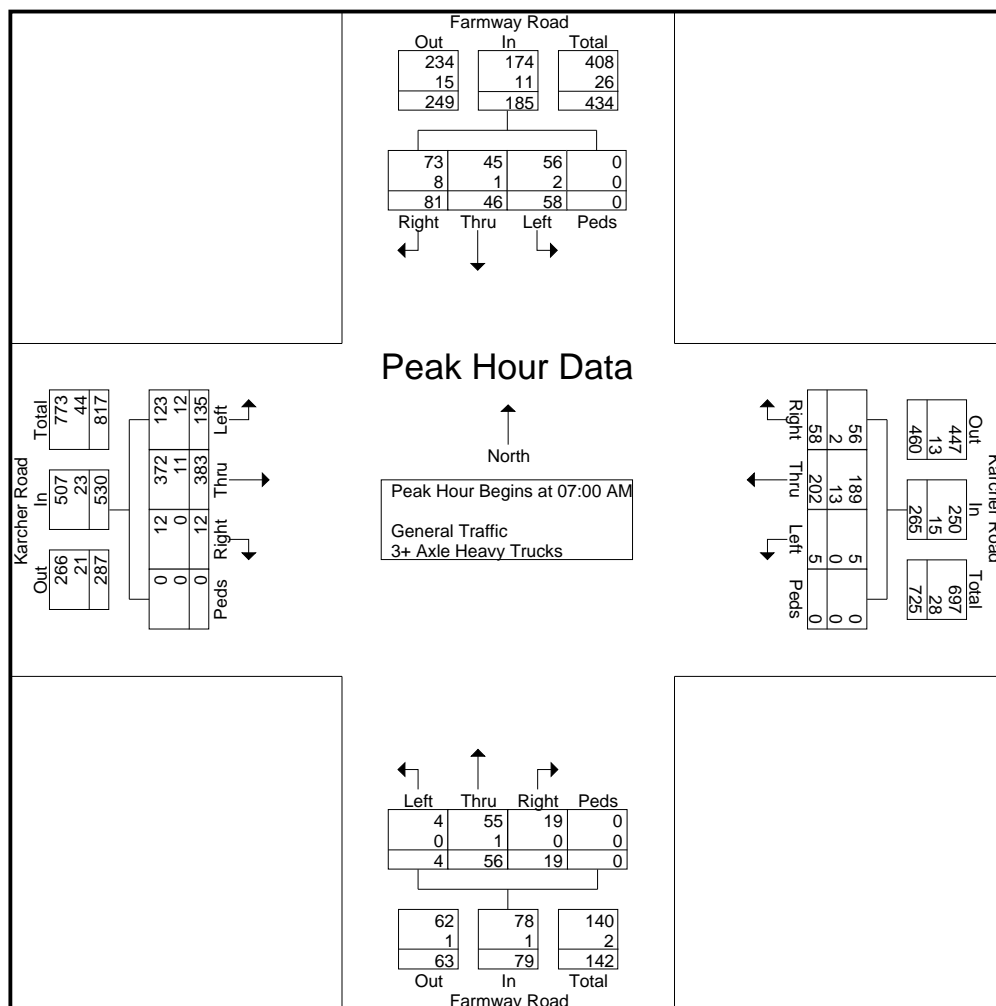 Farmway Road
Out In Total
234 174 408
15 11 26
249 185 434
73 45 56 0
8 1 2 0
81 46 58 0
Right Thru Left Peds
Peak Hour Data
North
Peak Hour Begins at 07:00 AM
General Traffic
3+ Axle Heavy Trucks
Karcher Road
Out In Total
266 507 773
21 23 44
287 530 817
0 12 372 123
0 0 11 12
0 12 383 135
Peds Right Thru Left
Karcher Road
Out In Total
447 250 697
13 15 28
460 265 725
56 189 5 0
2 13 0 0
58 202 5 0
Right Thru Left Peds
Left Thru Right Peds
4 55 19 0
0 1 0 0
4 56 19 0
62 78 140
1 1 2
63 79 142
Out In Total
Farmway Road